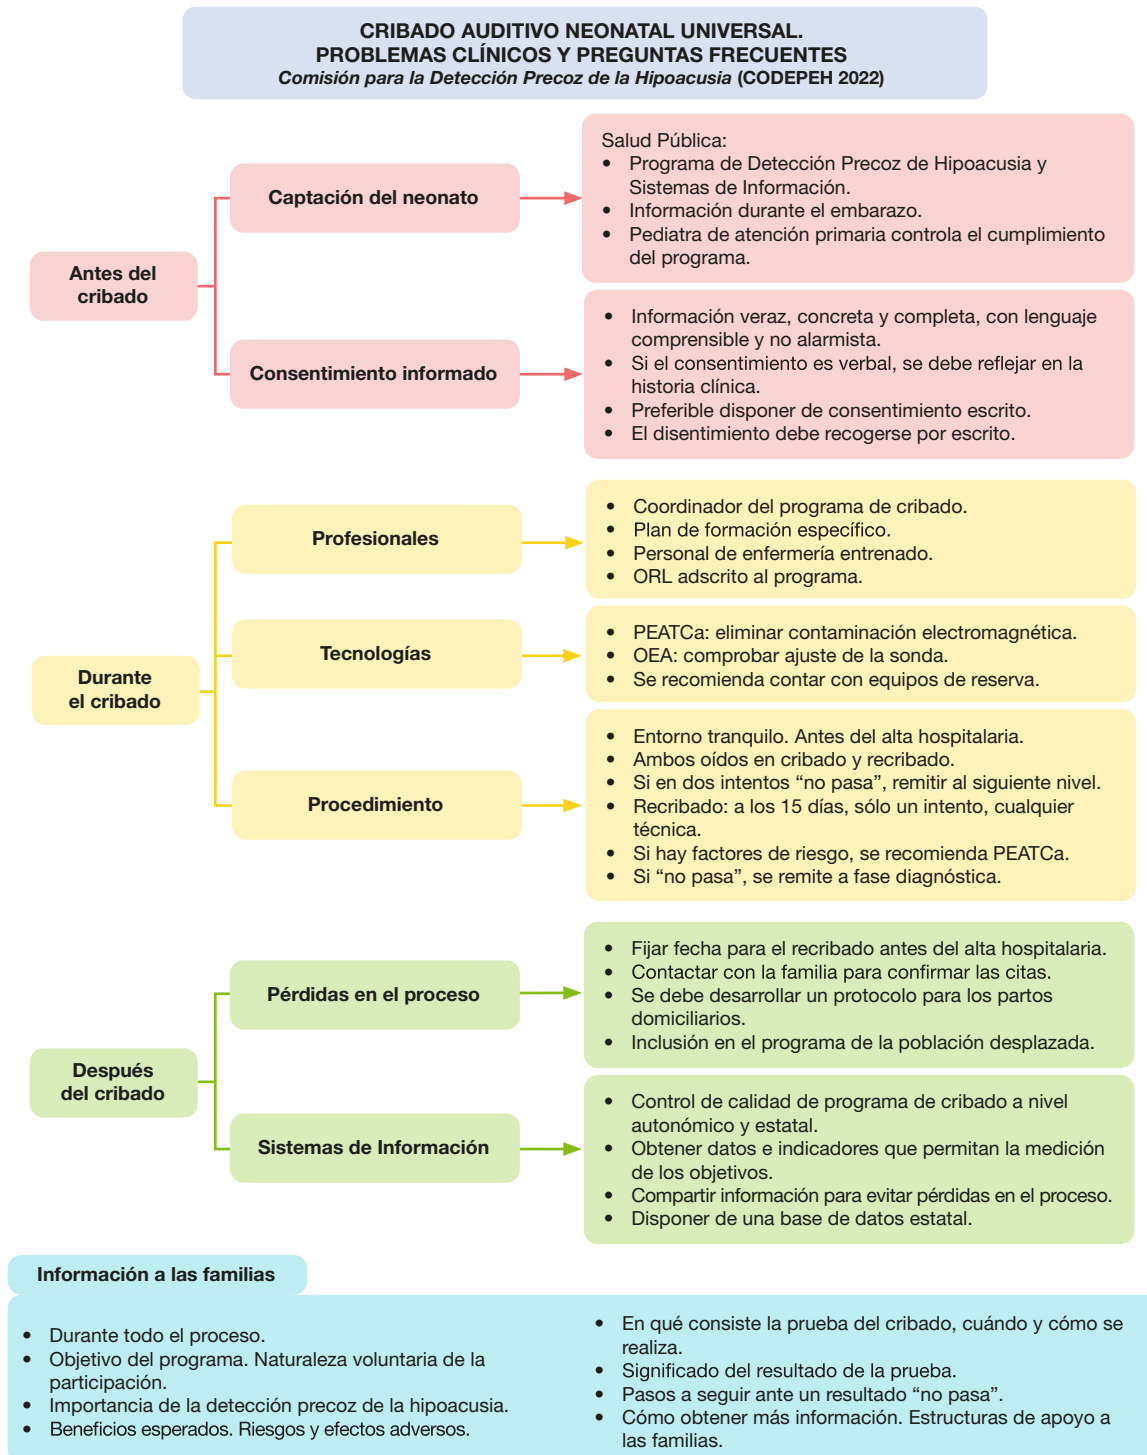 CRIBADO AUDITIVO NEONATAL UNIVERSAL.
PROBLEMAS CLÍNICOS Y PREGUNTAS FRECUENTES
Comisión para la Detección Precoz de la Hipoacusia (CODEPEH 2022)
Antes del
cribado
Captación del neonato
Salud Pública:
• Programa de Detección Precoz de Hipoacusia y
Sistemas de Información.
• Información durante el embarazo.
• Pediatra de atención primaria controla el cumplimiento
del programa.
Consentimiento informado
• Información veraz, concreta y completa, con lenguaje
comprensible y no alarmista.
• Si el consentimiento es verbal, se debe reflejar en la
historia clínica.
• Preferible disponer de consentimiento escrito.
• El disentimiento debe recogerse por escrito.
Durante
el cribado
Profesionales
• Coordinador del programa de cribado.
• Plan de formación específico.
• Personal de enfermería entrenado.
• ORL adscrito al programa.
Tecnologías
• PEATCa: eliminar contaminación electromagnética.
• OEA: comprobar ajuste de la sonda.
• Se recomienda contar con equipos de reserva.
Procedimiento
• Entorno tranquilo. Antes del alta hospitalaria.
• Ambos oídos en cribado y recribado.
• Si en dos intentos “no pasa”, remitir al siguiente nivel.
• Recribado: a los 15 días, sólo un intento, cualquier
técnica.
• Si hay factores de riesgo, se recomienda PEATCa.
• Si “no pasa”, se remite a fase diagnóstica.
Después
del cribado
Pérdidas en el proceso
• Fijar fecha para el recribado antes del alta hospitalaria.
• Contactar con la familia para confirmar las citas.
• Se debe desarrollar un protocolo para los partos
domiciliarios.
• Inclusión en el programa de la población desplazada.
Sistemas de Información
• Control de calidad de programa de cribado a nivel
autonómico y estatal.
• Obtener datos e indicadores que permitan la medición
de los objetivos.
• Compartir información para evitar pérdidas en el proceso.
• Disponer de una base de datos estatal.
Información a las familias
• Durante todo el proceso.
• Objetivo del programa. Naturaleza voluntaria de la
participación.
• Importancia de la detección precoz de la hipoacusia.
• Beneficios esperados. Riesgos y efectos adversos.
• En qué consiste la prueba del cribado, cuándo y cómo se
realiza.
• Significado del resultado de la prueba.
• Pasos a seguir ante un resultado “no pasa”.
• Cómo obtener más información. Estructuras de apoyo a
las familias.